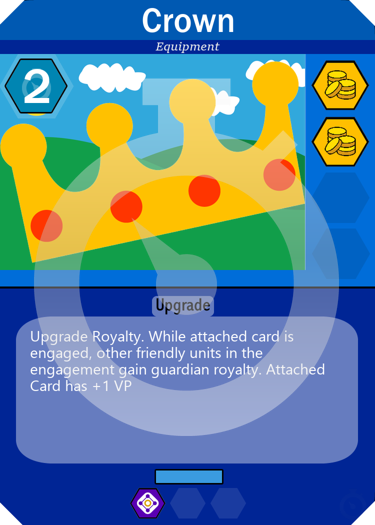 Crown
Equipment
2
Upgrade
Upgrade Royalty. While attached card is
engaged, other friendly units in the
engagement gain guardian royalty. Attached
Card has +1 VP